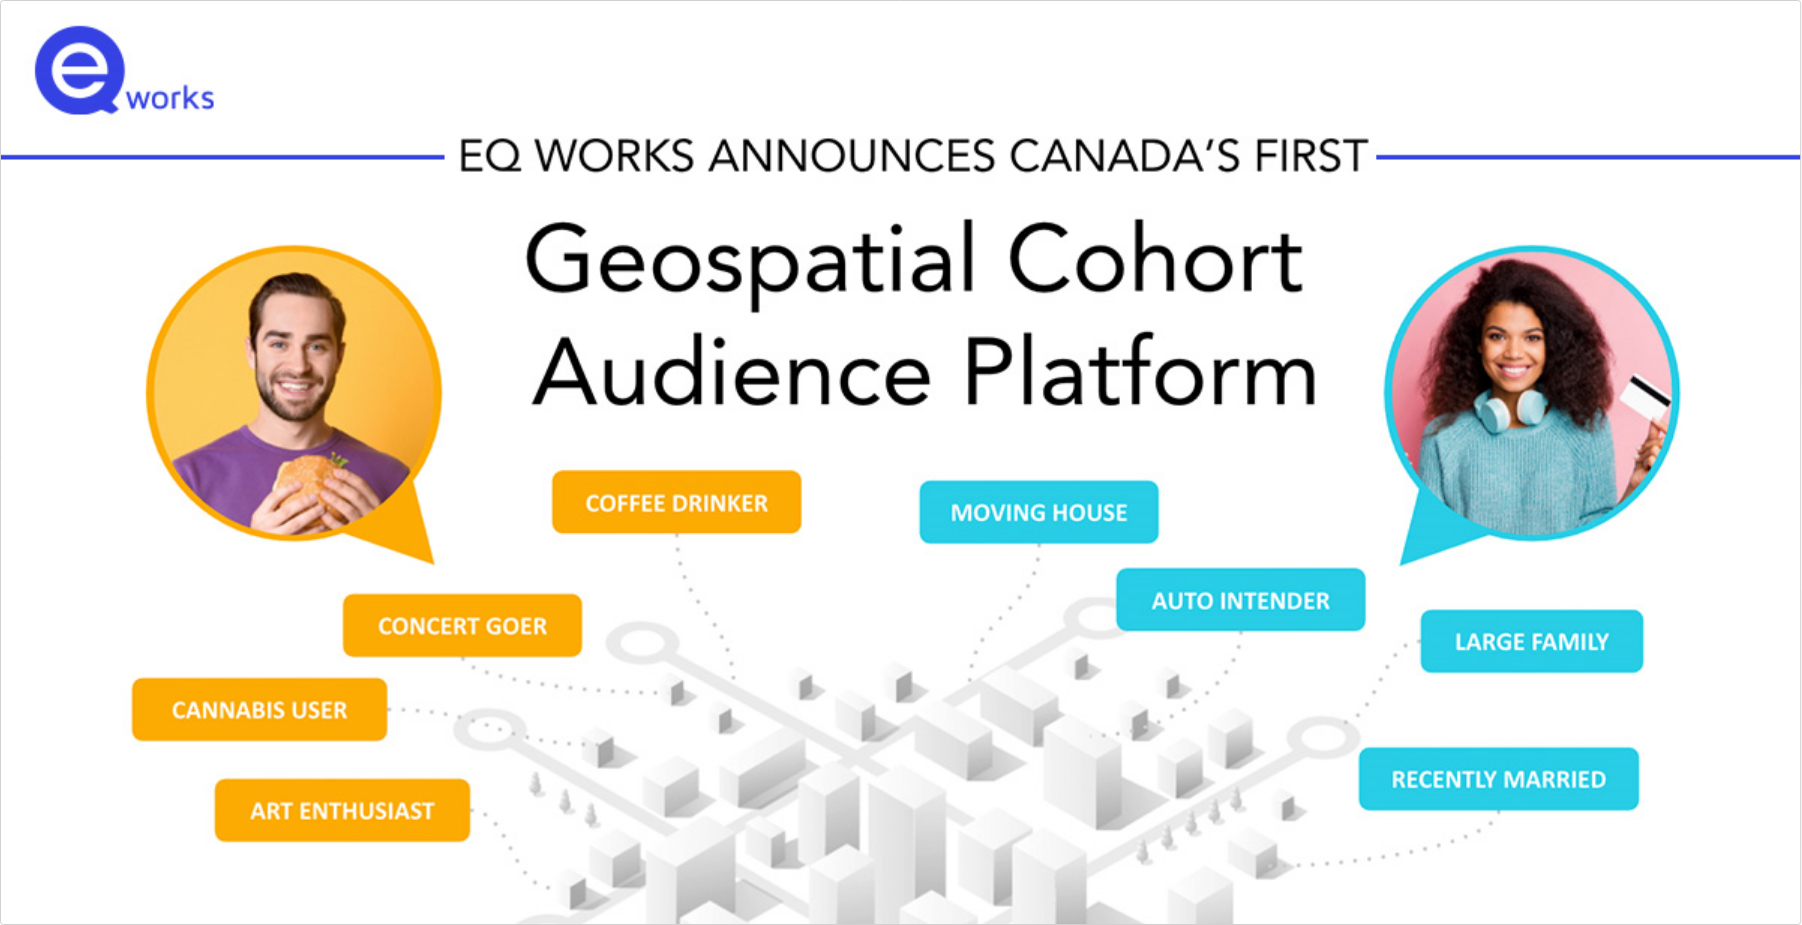 eQ works
EQ WORKS ANNOUNCES CANADA'S FIRST
Geospatial Cohort
Audience Platform
COFFEE DRINKER
MOVING HOUSE
AUTO INTENDER
CONCERT GOER
LARGE FAMILY
CANNABIS USER
RECENTLY MARRIED
ART ENTHUSIAST